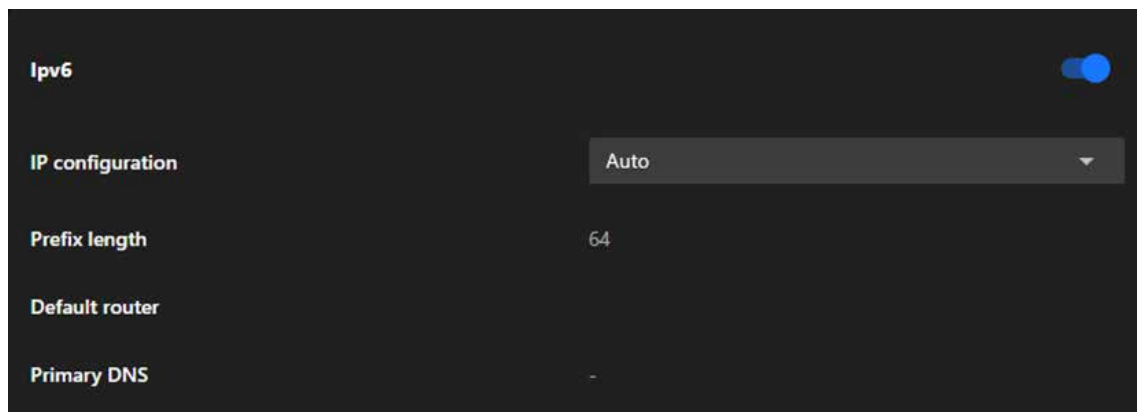 Ipv6
IP configuration Auto
Prefix length 64
Default router
Primary DNS -